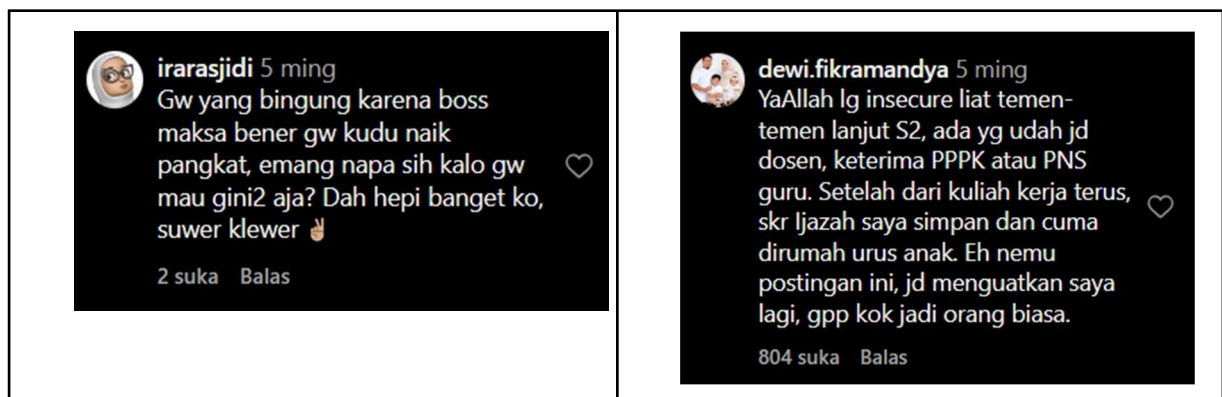 irarasjidi 5 ming
Gw yang bingung karena boss
maksa bener gw kudu naik
pangkat, emang napa sih kalo gw
mau gini2 aja? Dah hepi banget ko,
suwer klewer ✌🏼
2 suka Balas
dewi.fikramandya 5 ming
YaAllah lg insecure liat temen-
temen lanjut S2, ada yg udah jd
dosen, keterima PPPK atau PNS
guru. Setelah dari kuliah kerja terus,
skr Ijazah saya simpan dan cuma
dirumah urus anak. Eh nemu
postingan ini, jd menguatkan saya
lagi, gpp kok jadi orang biasa.
804 suka Balas